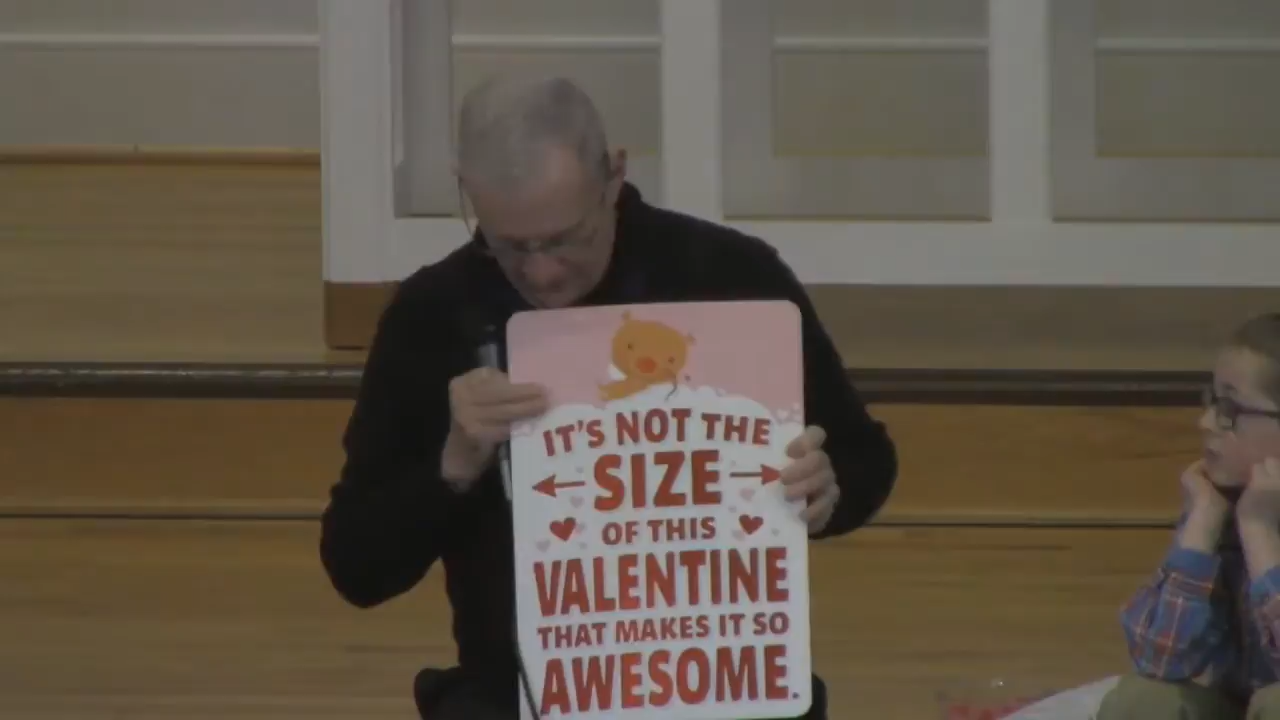 IT'S NOT THE
SIZE
OF THIS
VALENTINE
THAT MAKES IT SO
AWESOME.